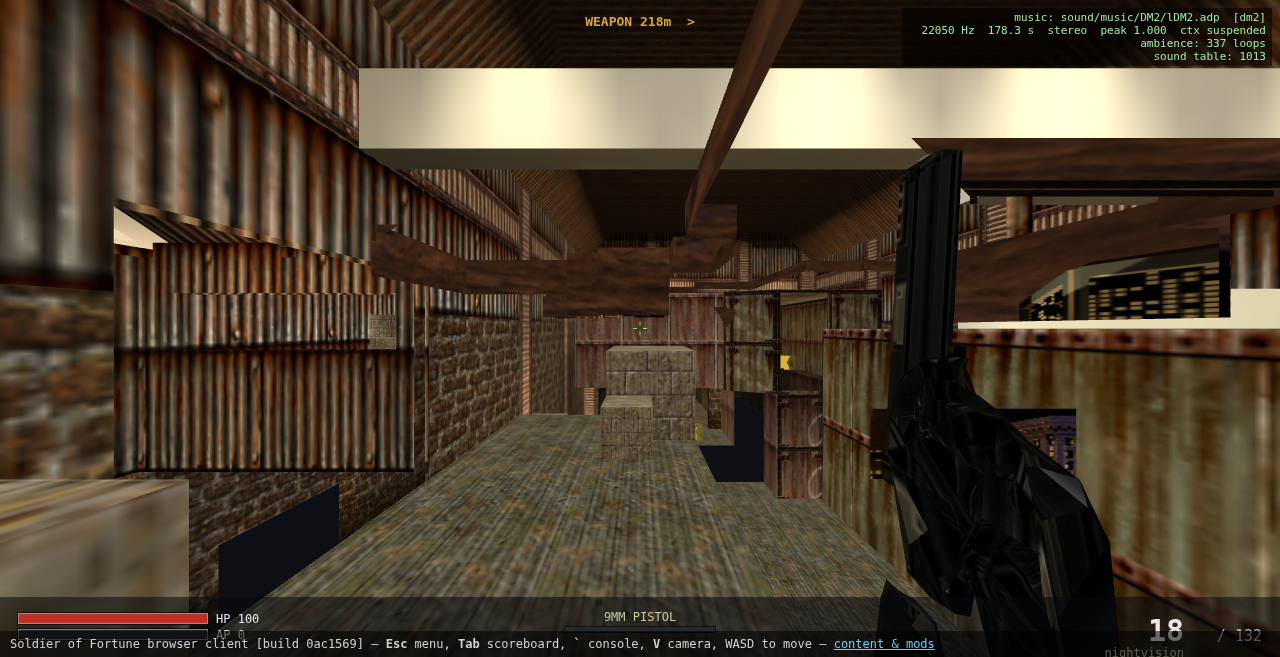 WEAPON 218m  >
music: sound/music/DM2/lDM2.adp  [dm2]
22050 Hz  178.3 s  stereo  peak 1.000  ctx suspended
ambience: 337 loops
sound table: 1013
HP 100
9MM PISTOL
AP 0
18 / 132
Soldier of Fortune browser client [build 0ac1569] — Esc menu, Tab scoreboard, ` console, V camera, WASD to move — content & mods
nightvision